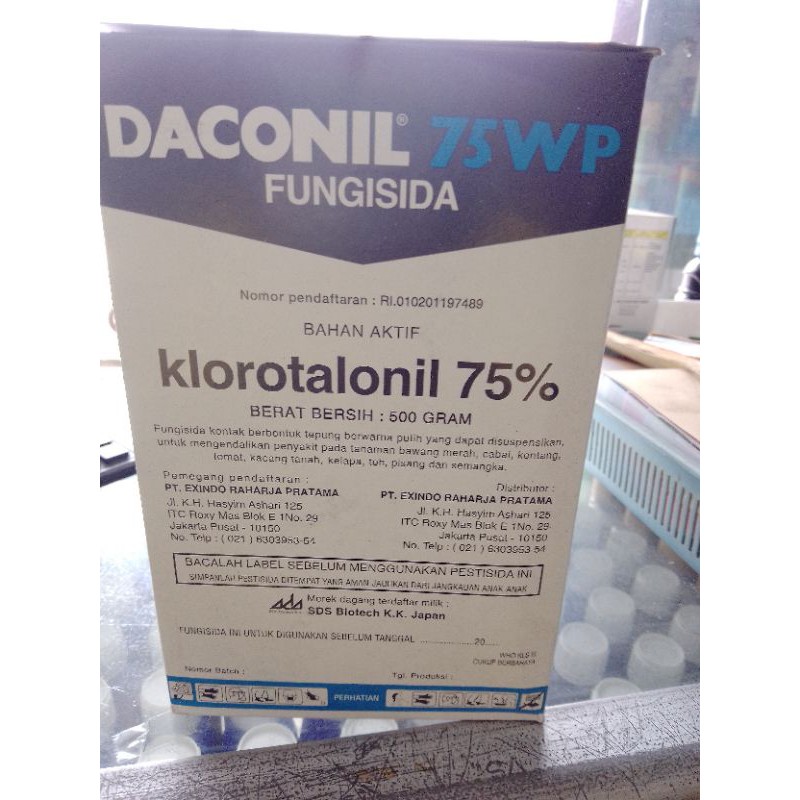 DACONIL® 75WP
FUNGISIDA
Nomor pendaftaran : RI.010201197489
BAHAN AKTIF
klorotalonil 75%
BERAT BERSIH : 500 GRAM
Fungisida kontak berbentuk tepung berwarna putih yang dapat disuspensikan,
untuk mengendalikan penyakit pada tanaman bawang merah, cabai, kentang,
tomat, kacang tanah, kelapa, teh, pisang dan semangka.
Pemegang pendaftaran :
PT. EXINDO RAHARJA PRATAMA
Jl. K.H. Hasyim Ashari 125
ITC Roxy Mas Blok E 1No. 29
Jakarta Pusat - 10150
No. Telp : ( 021 ) 6303953-54
Distributor :
PT. EXINDO RAHARJA PRATAMA
Jl. K.H. Hasyim Ashari 125
ITC Roxy Mas Blok E 1No. 29
Jakarta Pusat - 10150
No. Telp : ( 021 ) 6303953-54
BACALAH LABEL SEBELUM MENGGUNAKAN PESTISIDA INI
SIMPANLAH PESTISIDA DITEMPAT YANG AMAN JAUHKAN DARI JANGKAUAN ANAK ANAK
Merek dagang terdaftar milik :
SDS Biotech K.K. Japan
FUNGISIDA INI UNTUK DIGUNAKAN SEBELUM TANGGAL ....................20.....
CUKUP BERBAHAYA
Nomor Batch :
Tgl. Produksi :
PERHATIAN